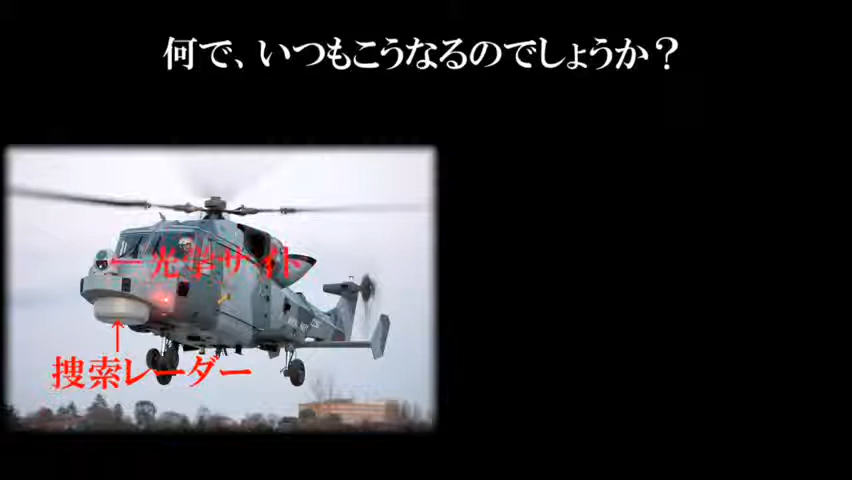 何で、いつもこうなるのでしょうか？
←光学サイト
↑
捜索レーダー